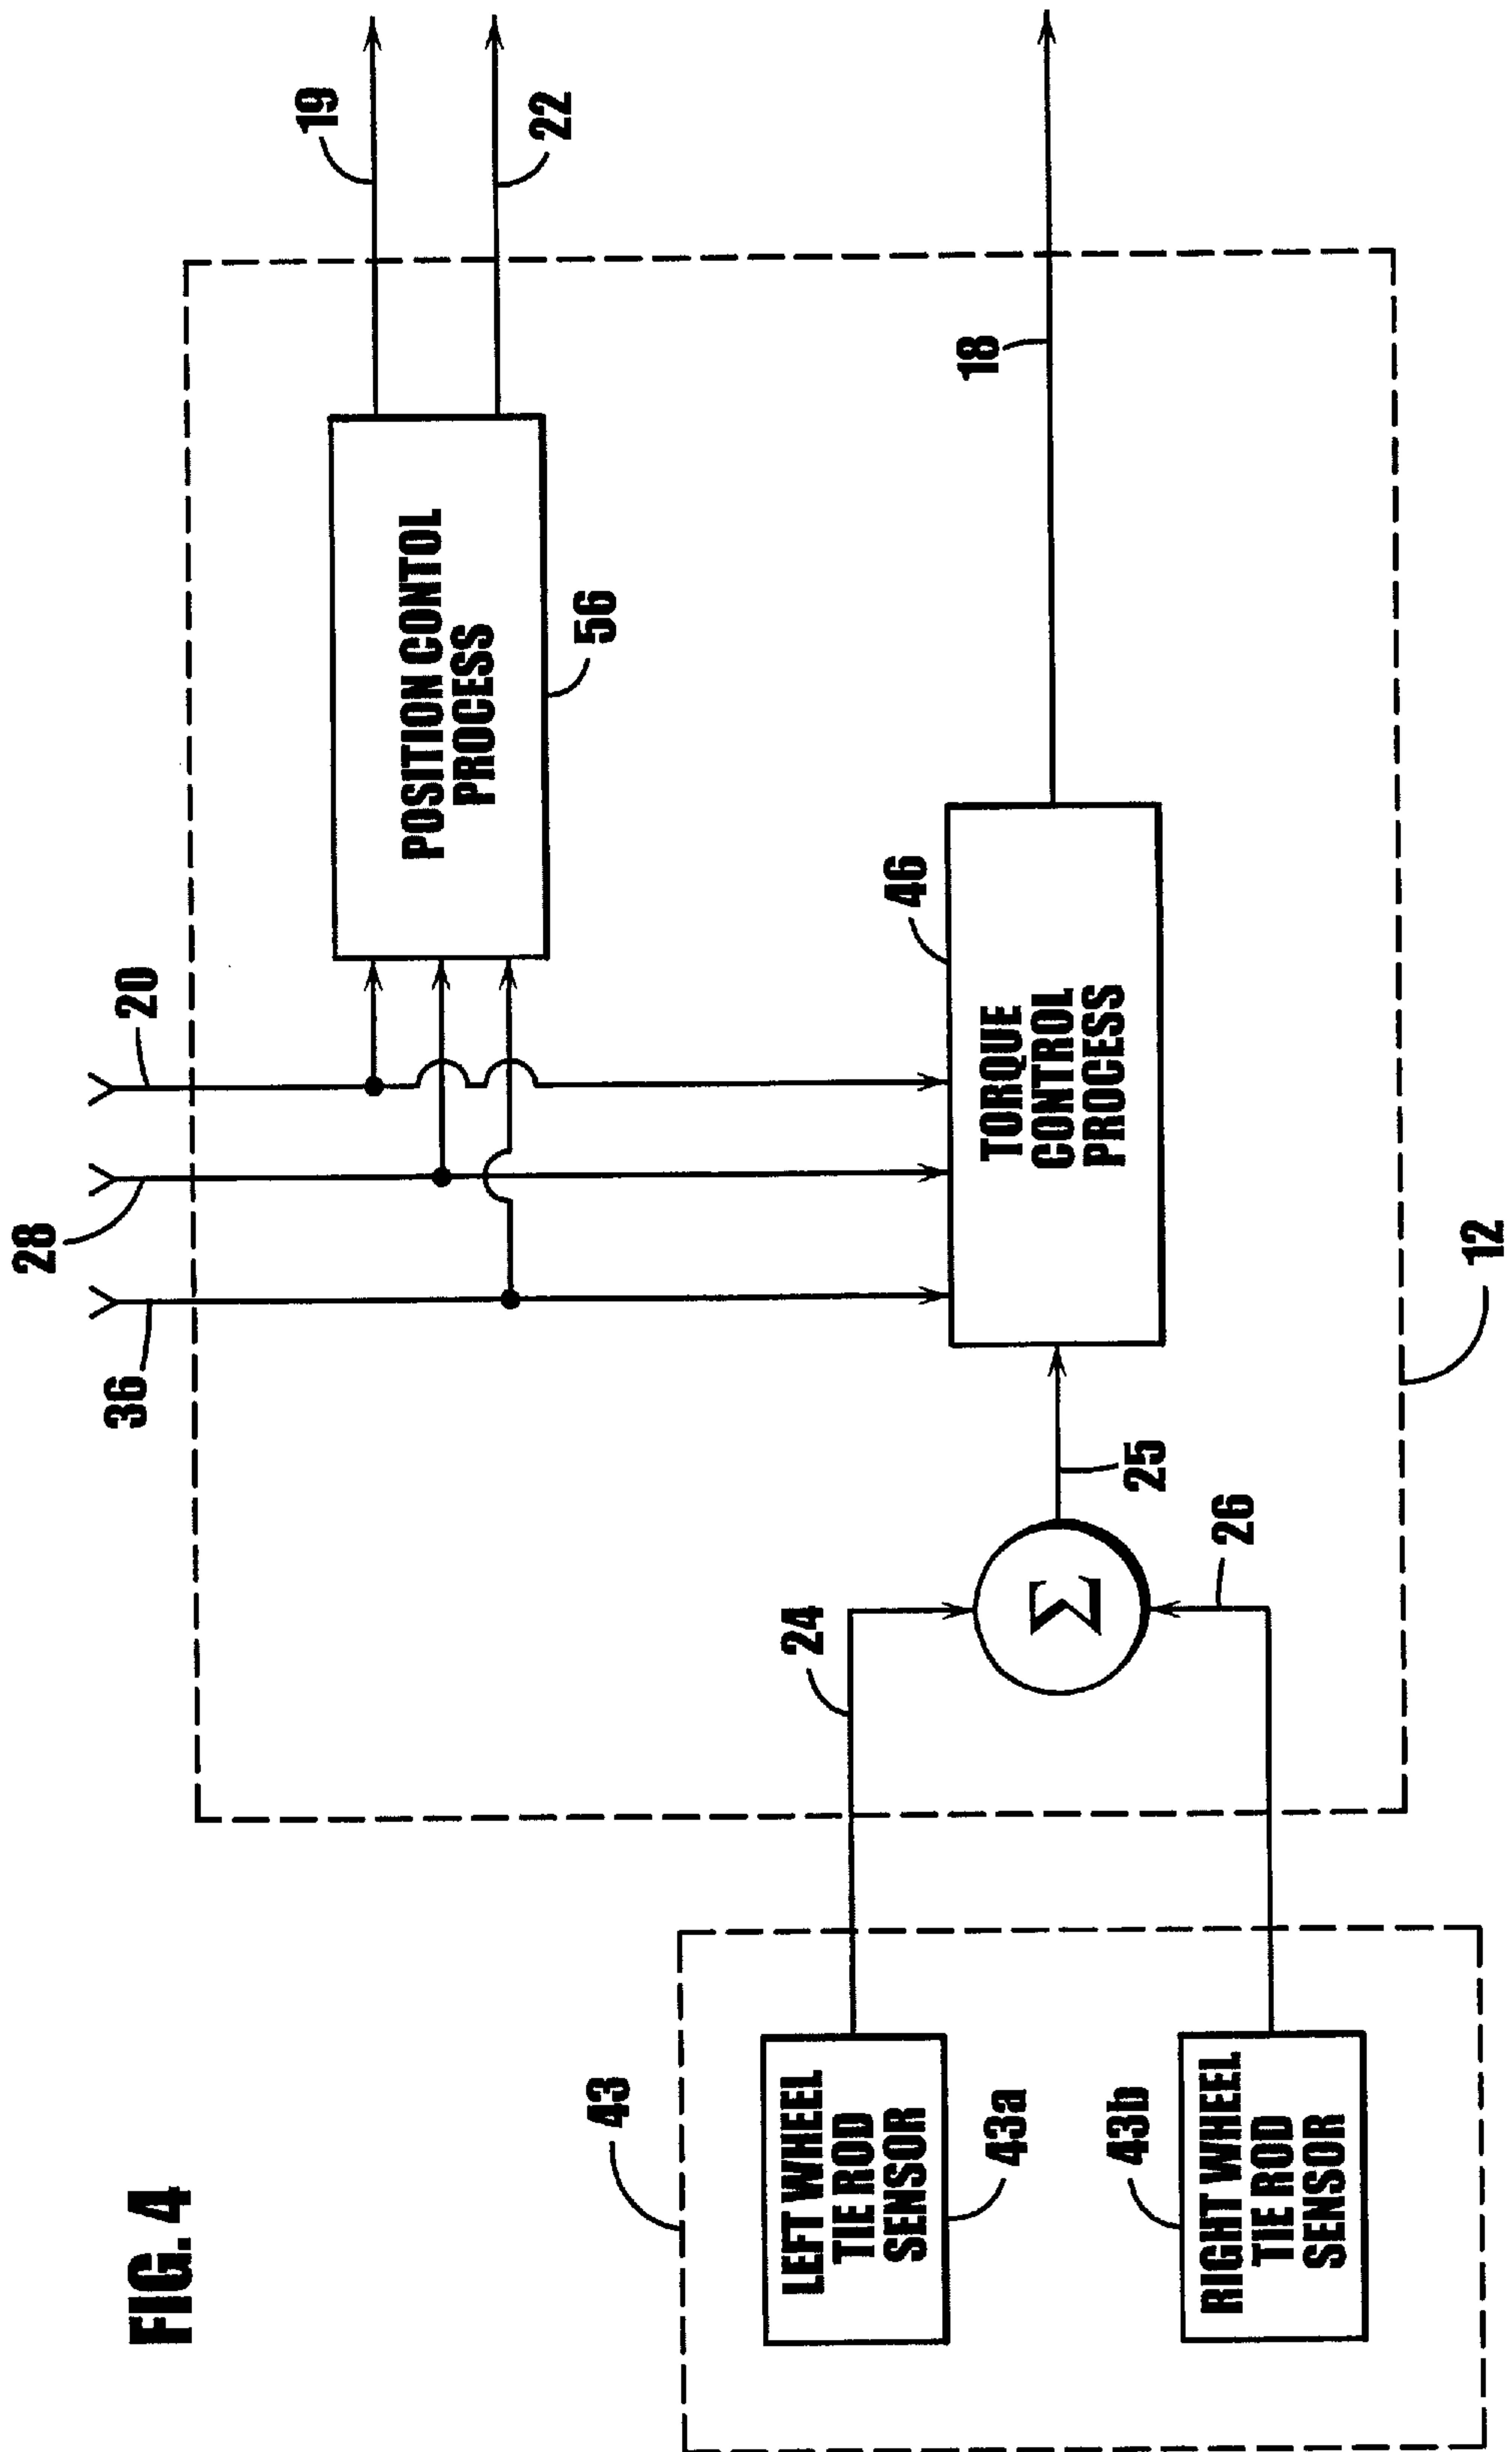 FIG. 4
43
LEFT WHEEL
TIE ROD
SENSOR
43a
43b
RIGHT WHEEL
TIE ROD
SENSOR
24
26
Σ
25
36
28
20
TORQUE
CONTROL
PROCESS
46
POSITION CONTOL
PROCESS
56
19
22
18
12